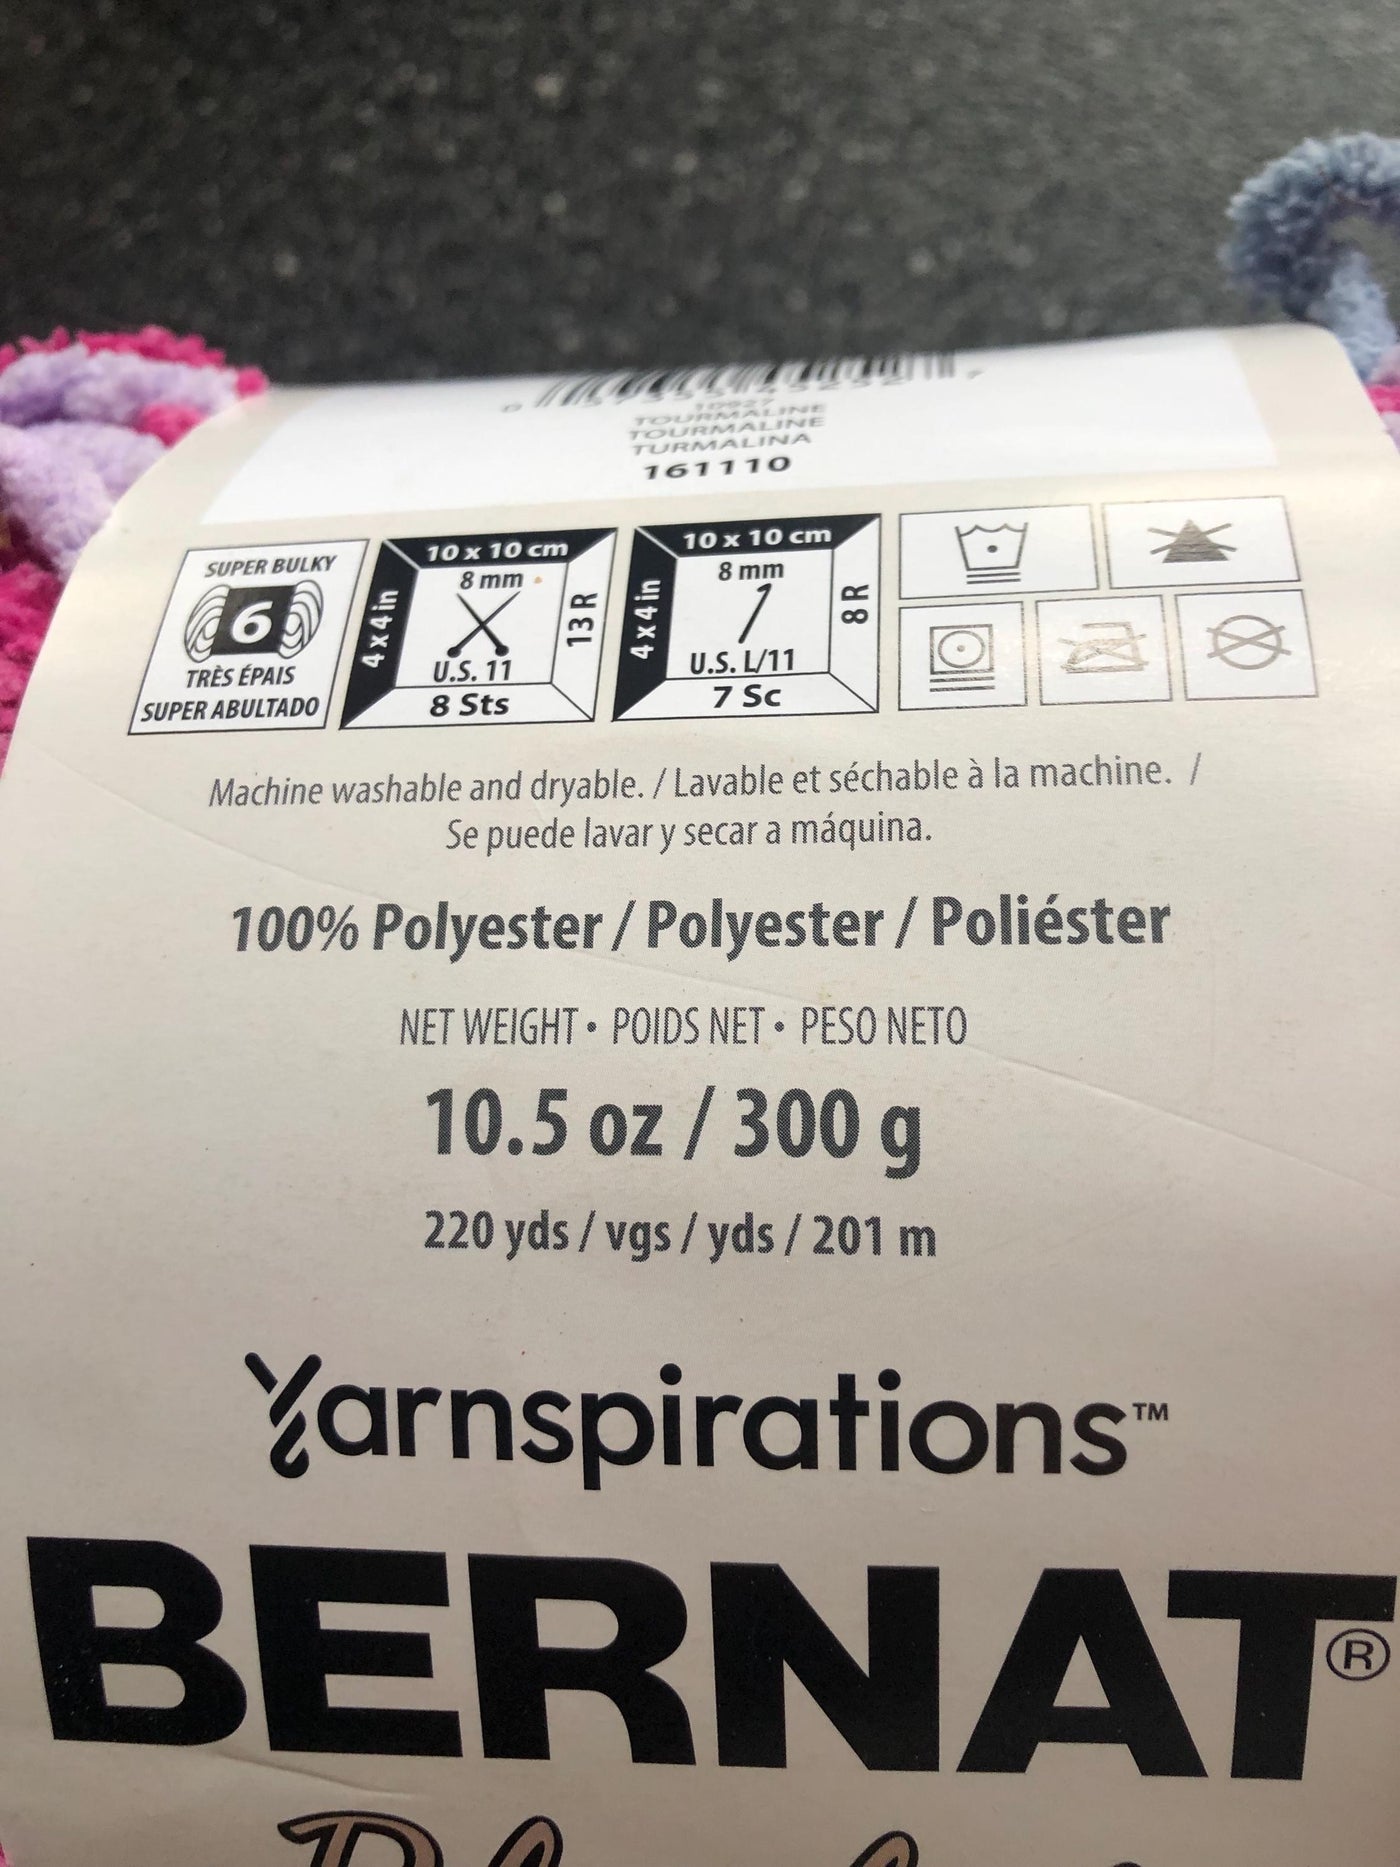 10927
TOURMALINE
TOURMALINE
TURMALINA
161110
SUPER BULKY
6
TRÈS ÉPAIS
SUPER ABULTADO
10 x 10 cm
4 x 4 in
8 mm
U.S. 11
13 R
8 Sts
10 x 10 cm
4 x 4 in
8 mm
U.S. L/11
8 R
7 Sc
Machine washable and dryable. / Lavable et séchable à la machine. /
Se puede lavar y secar a máquina.
100% Polyester / Polyester / Poliéster
NET WEIGHT • POIDS NET • PESO NETO
10.5 oz / 300 g
220 yds / vgs / yds / 201 m
Yarnspirations™
BERNAT®